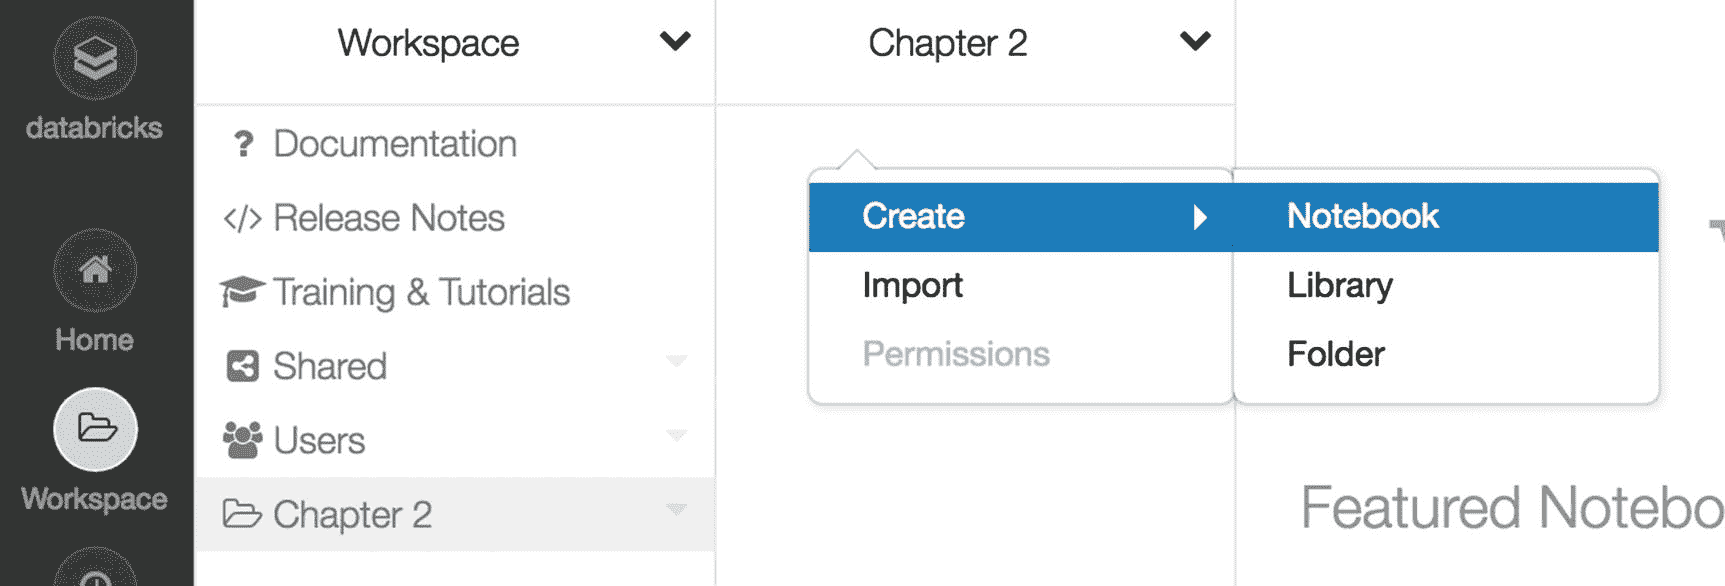 databricks
Home
Workspace
Workspace
? Documentation
</> Release Notes
Training & Tutorials
Shared
Users
Chapter 2
Chapter 2
Create
Import
Permissions
Notebook
Library
Folder
Featured